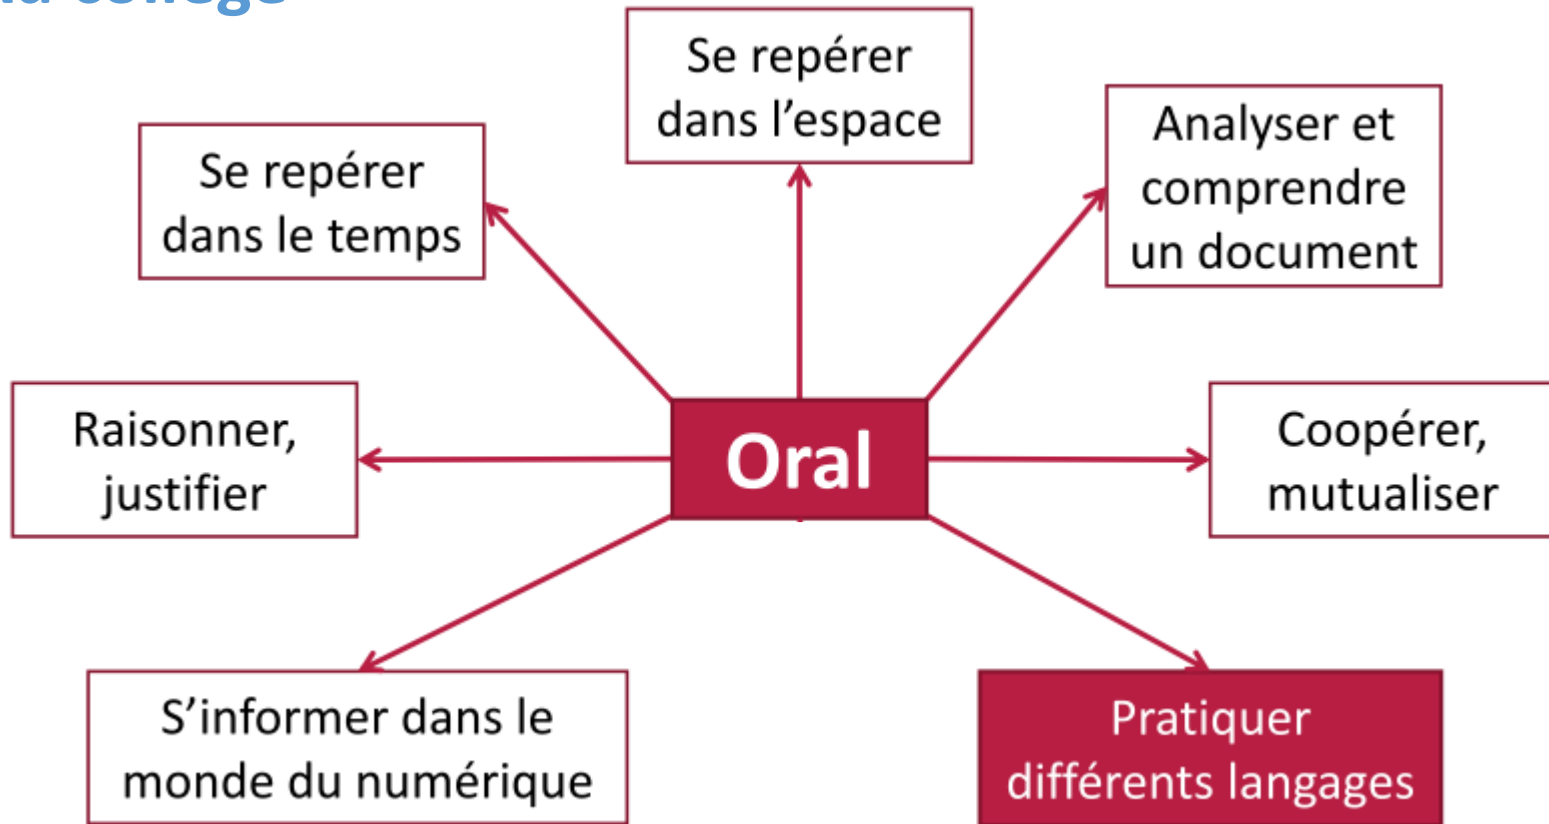 collège
Se repérer
dans l’espace
Analyser et
comprendre
un document
Se repérer
dans le temps
Raisonner,
justifier
Oral
Coopérer,
mutualiser
S’informer dans le
monde du numérique
Pratiquer
différents langages